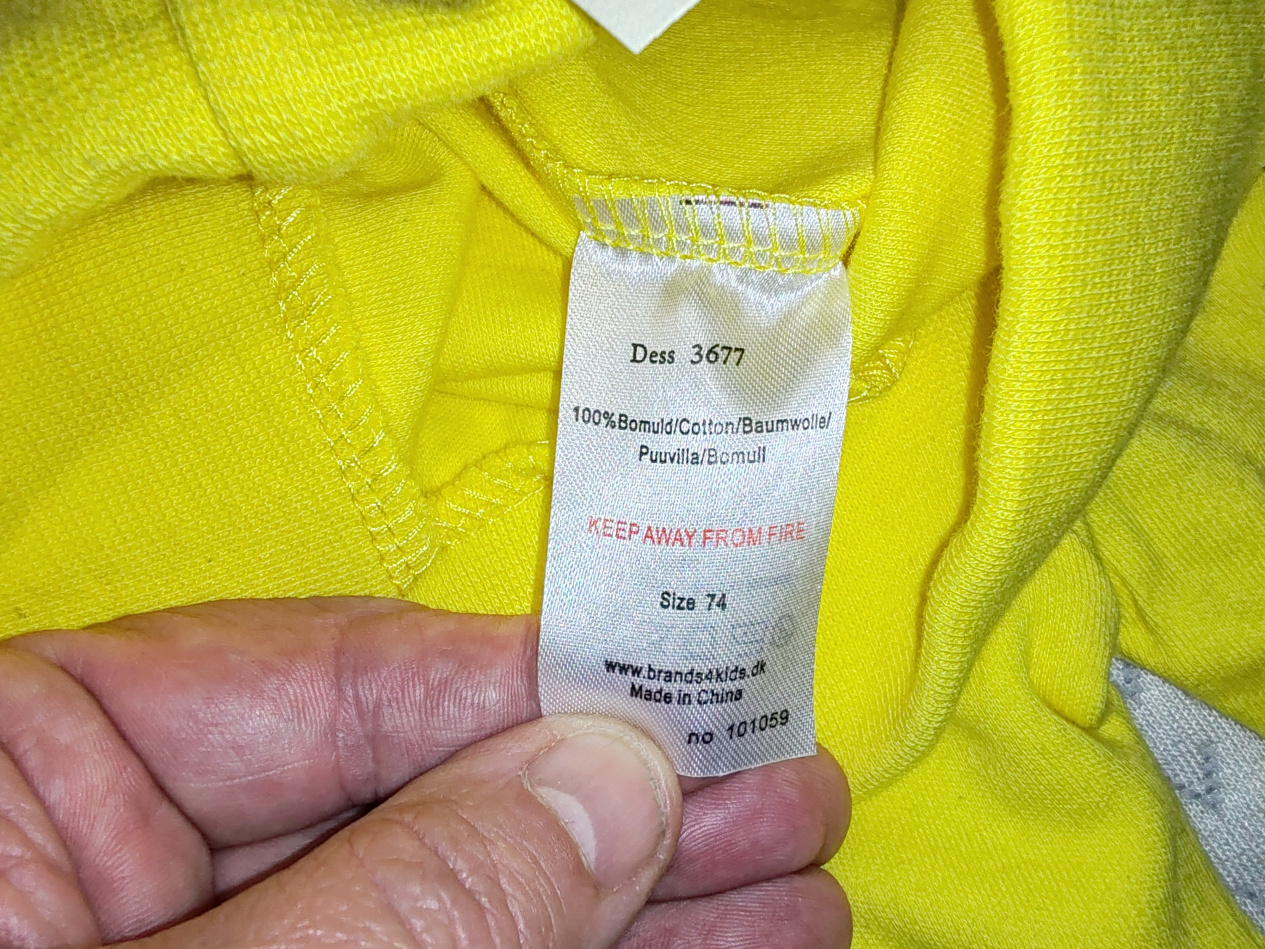 Dess 3677
100%Bomuld/Cotton/Baumwolle/
Puuvilla/Bomull
KEEP AWAY FROM FIRE
Size 74
www.brands4kids.dk
Made in China
no 101059